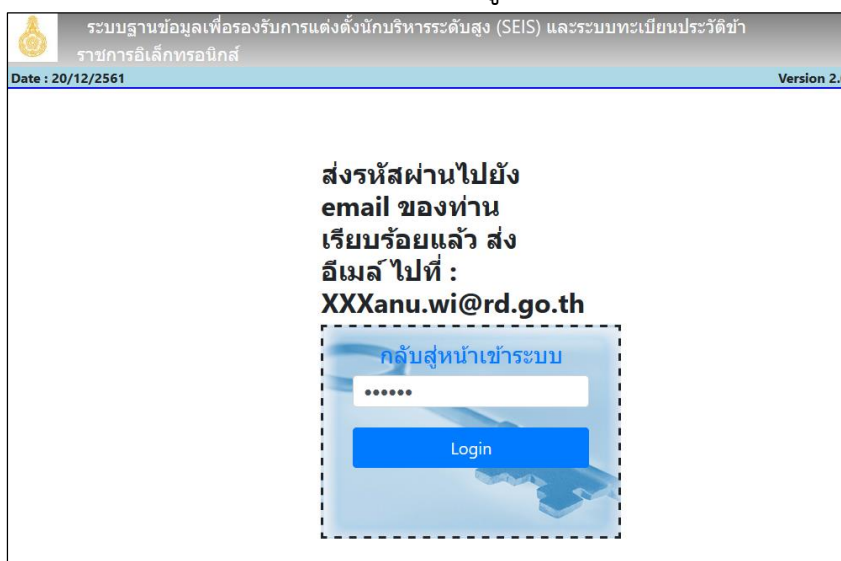 ระบบฐานข้อมูลเพื่อรองรับการแต่งตั้งนักบริหารระดับสูง (SEIS) และระบบทะเบียนประวัติข้า
ราชการอิเล็กทรอนิกส์
Date : 20/12/2561
Version 2.
ส่งรหัสผ่านไปยัง
email ของท่าน
เรียบร้อยแล้ว ส่ง
อีเมล์ ไปที่ :
XXXanu.wi@rd.go.th
กลับสู่หน้าเข้าระบบ
••••••
Login